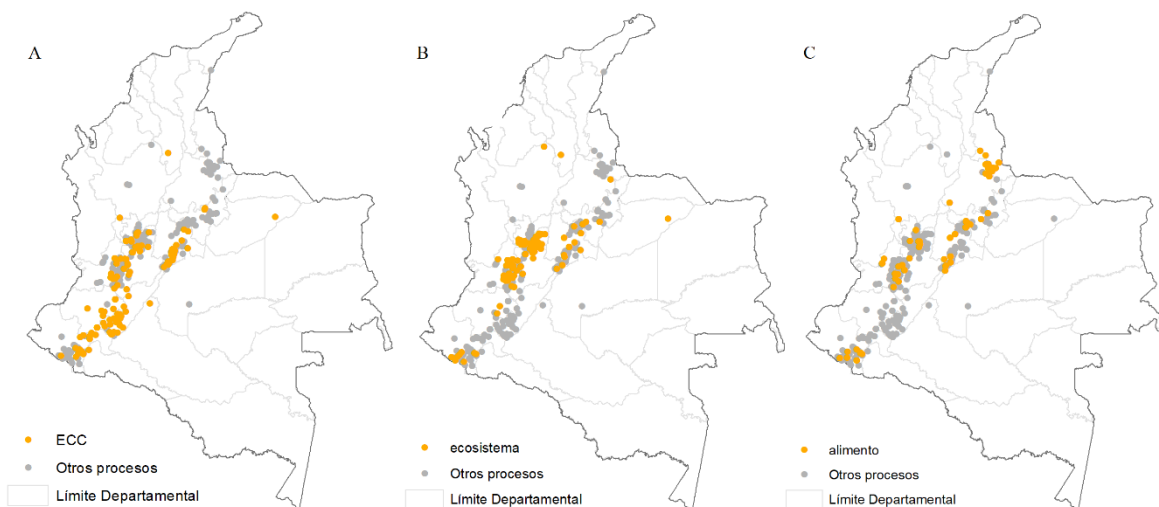 A
ECC
Otros procesos
Límite Departamental
B
ecosistema
Otros procesos
Límite Departamental
C
alimento
Otros procesos
Límite Departamental